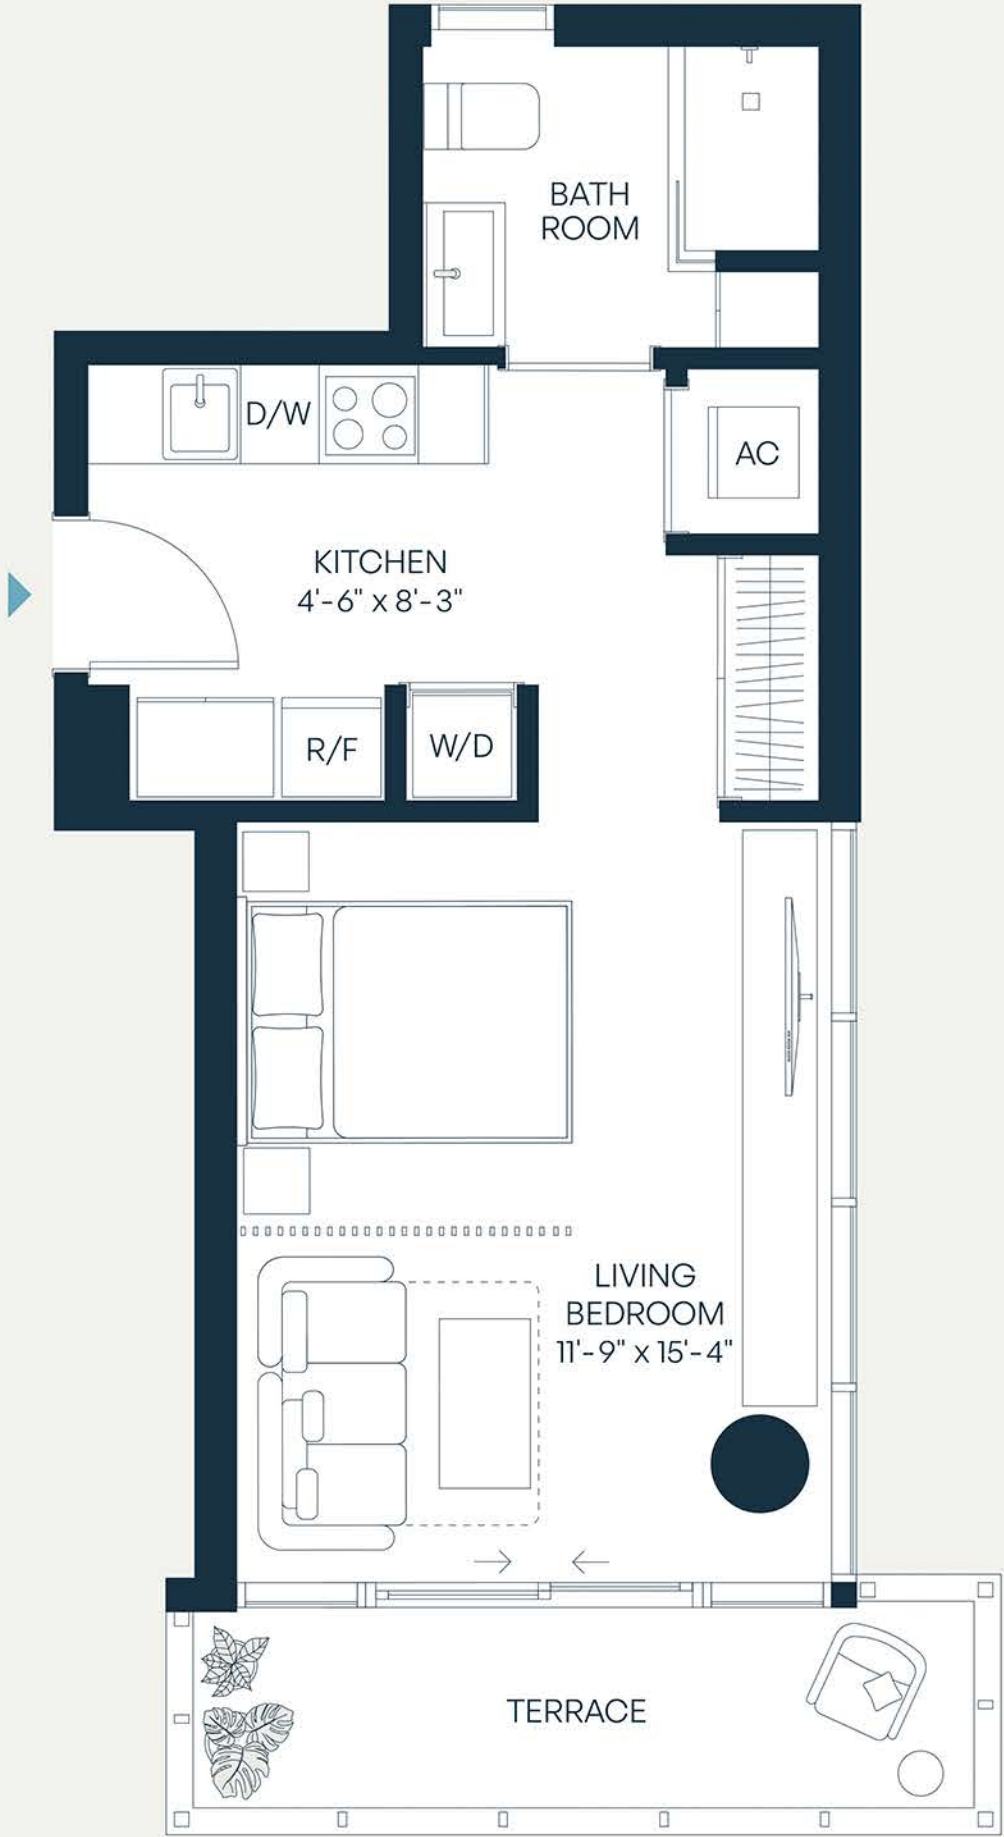 BATH
ROOM
D/W
AC
KITCHEN
4'-6" x 8'-3"
R/F
W/D
LIVING
BEDROOM
11'-9" x 15'-4"
TERRACE